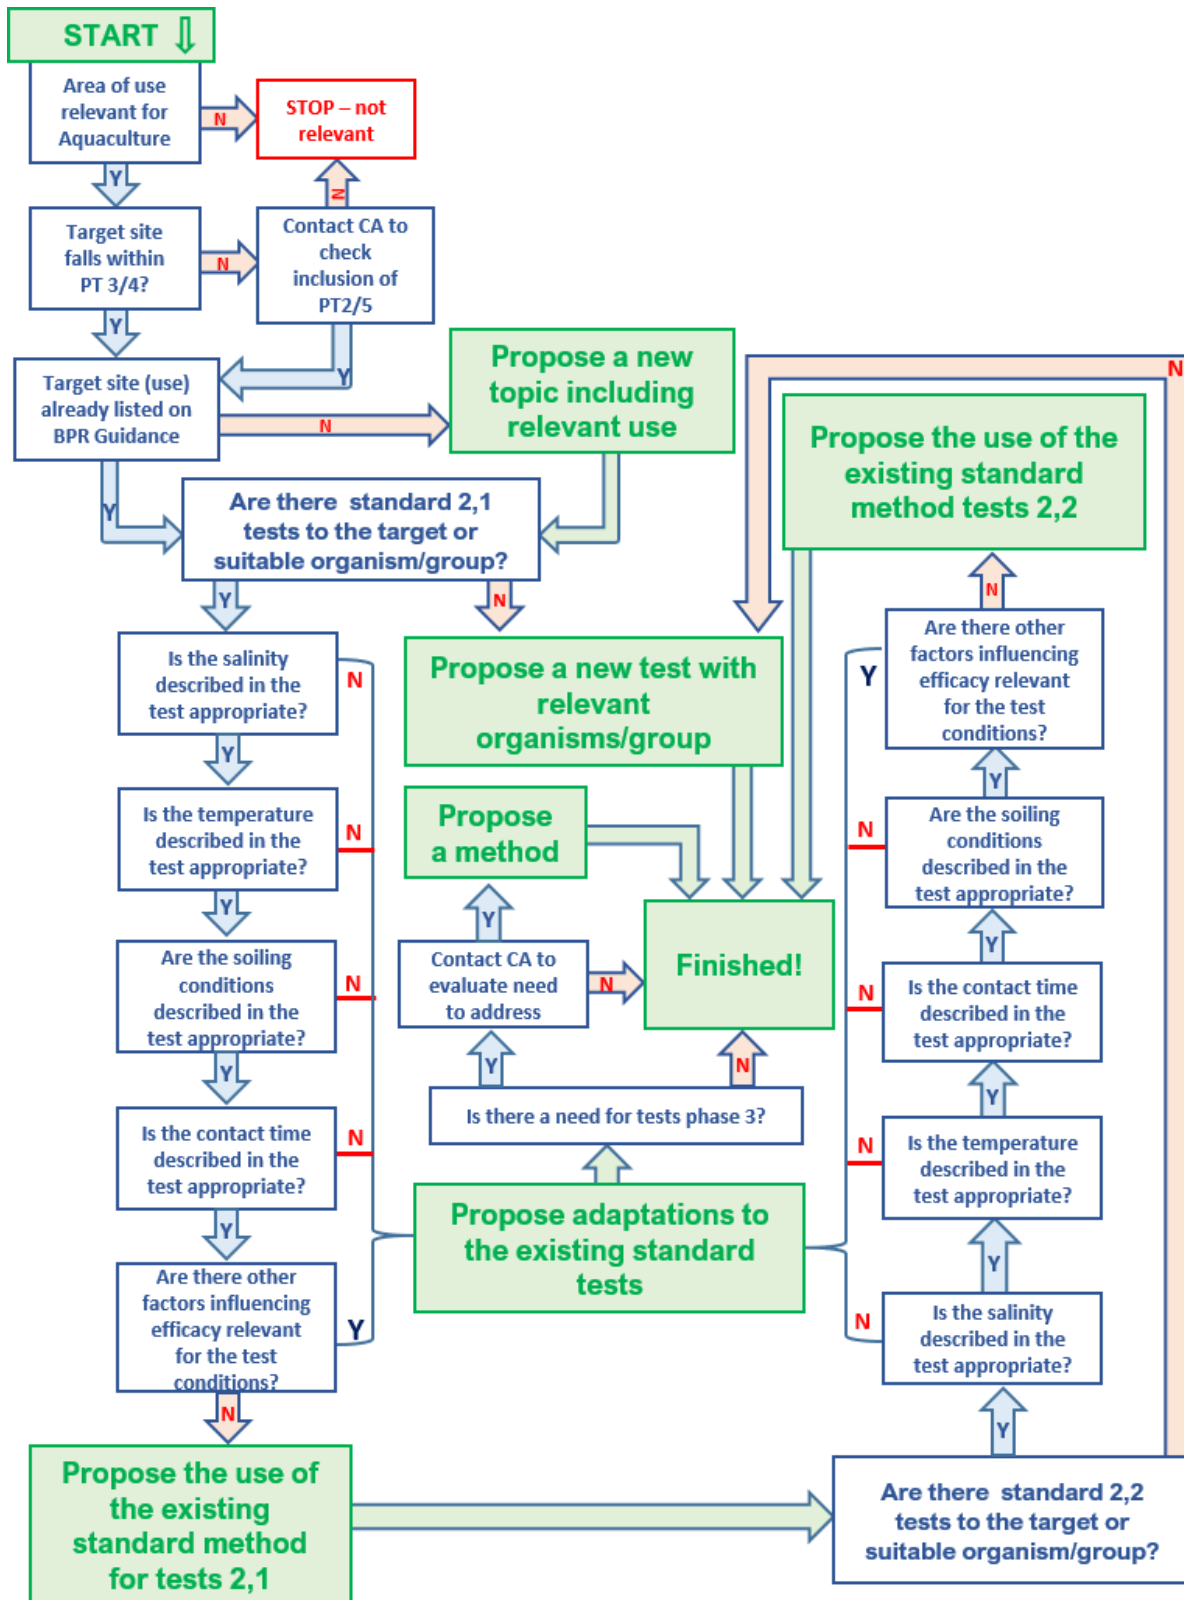 START
Area of use
relevant for
Aquaculture
N
STOP – not
relevant
Y
N
Target site
falls within
PT 3/4?
N
Contact CA to
check
inclusion of
PT2/5
Y
Y
Target site (use)
already listed on
BPR Guidance
N
Propose a new
topic including
relevant use
N
Propose the use of the
existing standard
method tests 2,2
Y
Are there standard 2,1
tests to the target or
suitable organism/group?
Y
N
N
Is the salinity
described in the
test appropriate?
N
Propose a new test with
relevant
organisms/group
Y
Are there other
factors influencing
efficacy relevant
for the test
conditions?
Y
Y
Is the temperature
described in the
test appropriate?
N
Propose
a method
N
Are the soiling
conditions
described in the
test appropriate?
Y
Y
Y
Are the soiling
conditions
described in the
test appropriate?
N
Contact CA to
evaluate need
to address
N
Finished!
N
Is the contact time
described in the
test appropriate?
Y
Y
N
Y
Is the contact time
described in the
test appropriate?
N
Is there a need for tests phase 3?
N
Is the temperature
described in the
test appropriate?
Y
Propose adaptations to
the existing standard
tests
Y
Are there other
factors influencing
efficacy relevant
for the test
conditions?
Y
N
Is the salinity
described in the
test appropriate?
N
Y
Propose the use of
the existing
standard method
for tests 2,1
Are there standard 2,2
tests to the target or
suitable organism/group?